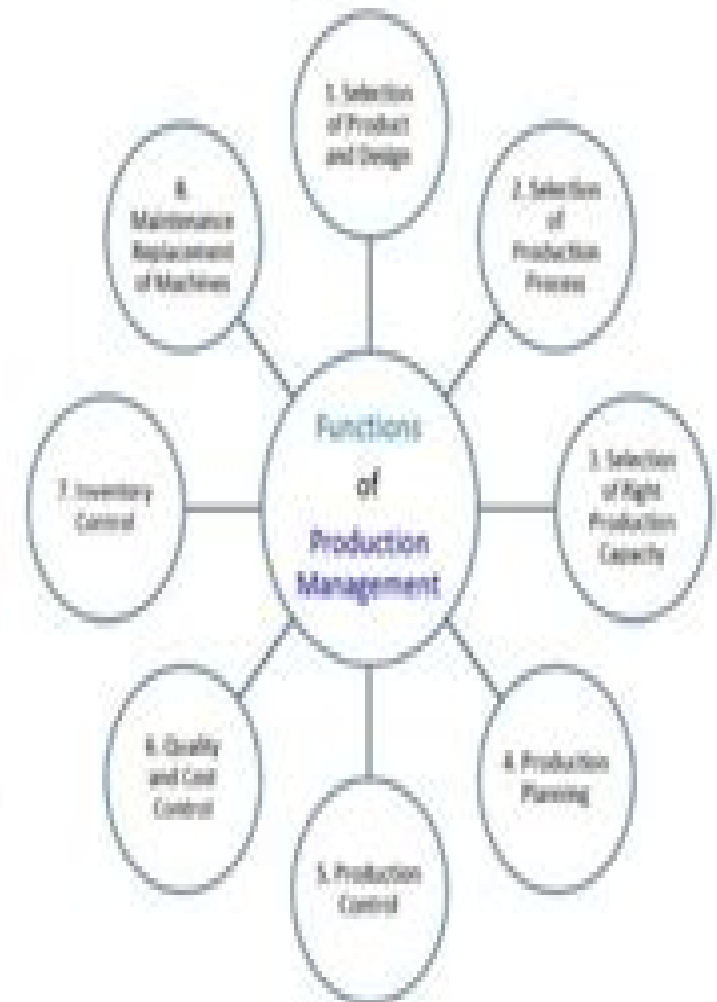 Functions
of
Production
Management
1. Selection
of Product
and Design
2. Selection
of
Production
Process
3. Selection
of Right
Production
Capacity
4. Production
Planning
5. Production
Control
6. Quality
and Cost
Control
7. Inventory
Control
8.
Maintenance
Replacement
of Machines